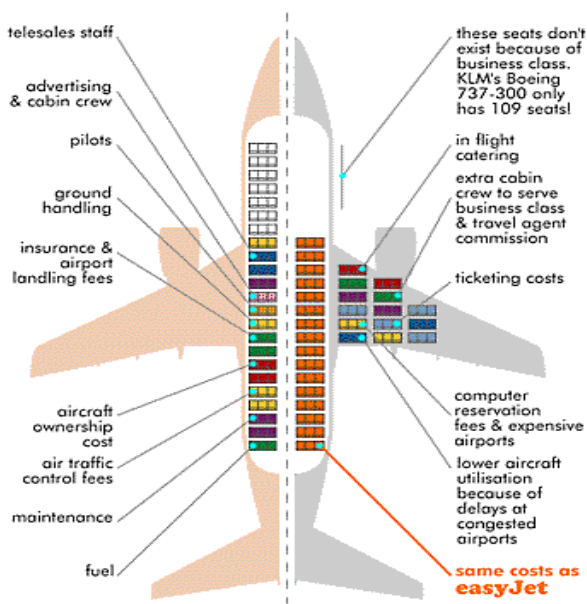 telesales staff
advertising
& cabin crew
pilots
ground
handling
insurance &
airport
landling fees
aircraft
ownership
cost
air traffic
control fees
maintenance
fuel
these seats don't
exist because of
business class.
KLM's Boeing
737-300 only
has 109 seats!
in flight
catering
extra cabin
crew to serve
business class
& travel agent
commission
ticketing costs
computer
reservation
fees & expensive
airports
lower aircraft
utilisation
because of
delays at
congested
airports
same costs as
easyJet